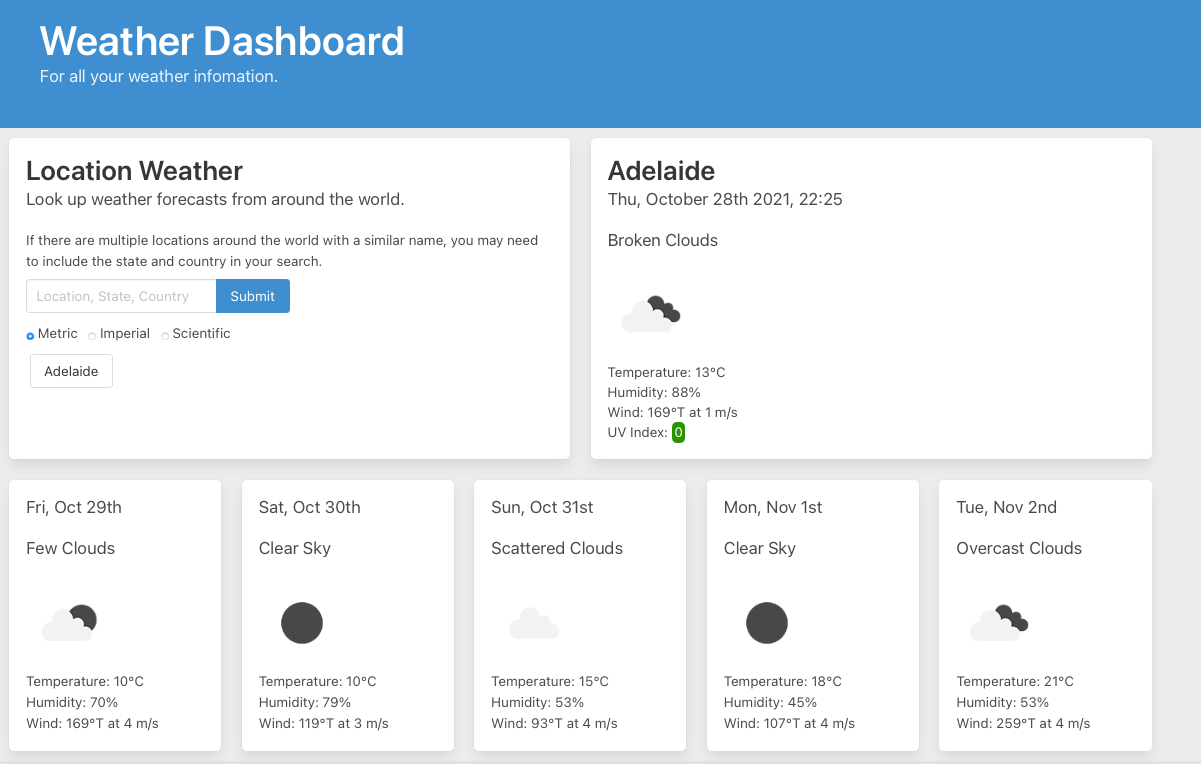 Weather Dashboard
For all your weather infomation.
Location Weather
Look up weather forecasts from around the world.
If there are multiple locations around the world with a similar name, you may need
to include the state and country in your search.
Location, State, Country
Submit
Metric
Imperial
Scientific
Adelaide
Adelaide
Thu, October 28th 2021, 22:25
Broken Clouds
Temperature: 13°C
Humidity: 88%
Wind: 169°T at 1 m/s
UV Index: 0
Fri, Oct 29th
Few Clouds
Temperature: 10°C
Humidity: 70%
Wind: 169°T at 4 m/s
Sat, Oct 30th
Clear Sky
Temperature: 10°C
Humidity: 79%
Wind: 119°T at 3 m/s
Sun, Oct 31st
Scattered Clouds
Temperature: 15°C
Humidity: 53%
Wind: 93°T at 4 m/s
Mon, Nov 1st
Clear Sky
Temperature: 18°C
Humidity: 45%
Wind: 107°T at 4 m/s
Tue, Nov 2nd
Overcast Clouds
Temperature: 21°C
Humidity: 53%
Wind: 259°T at 4 m/s